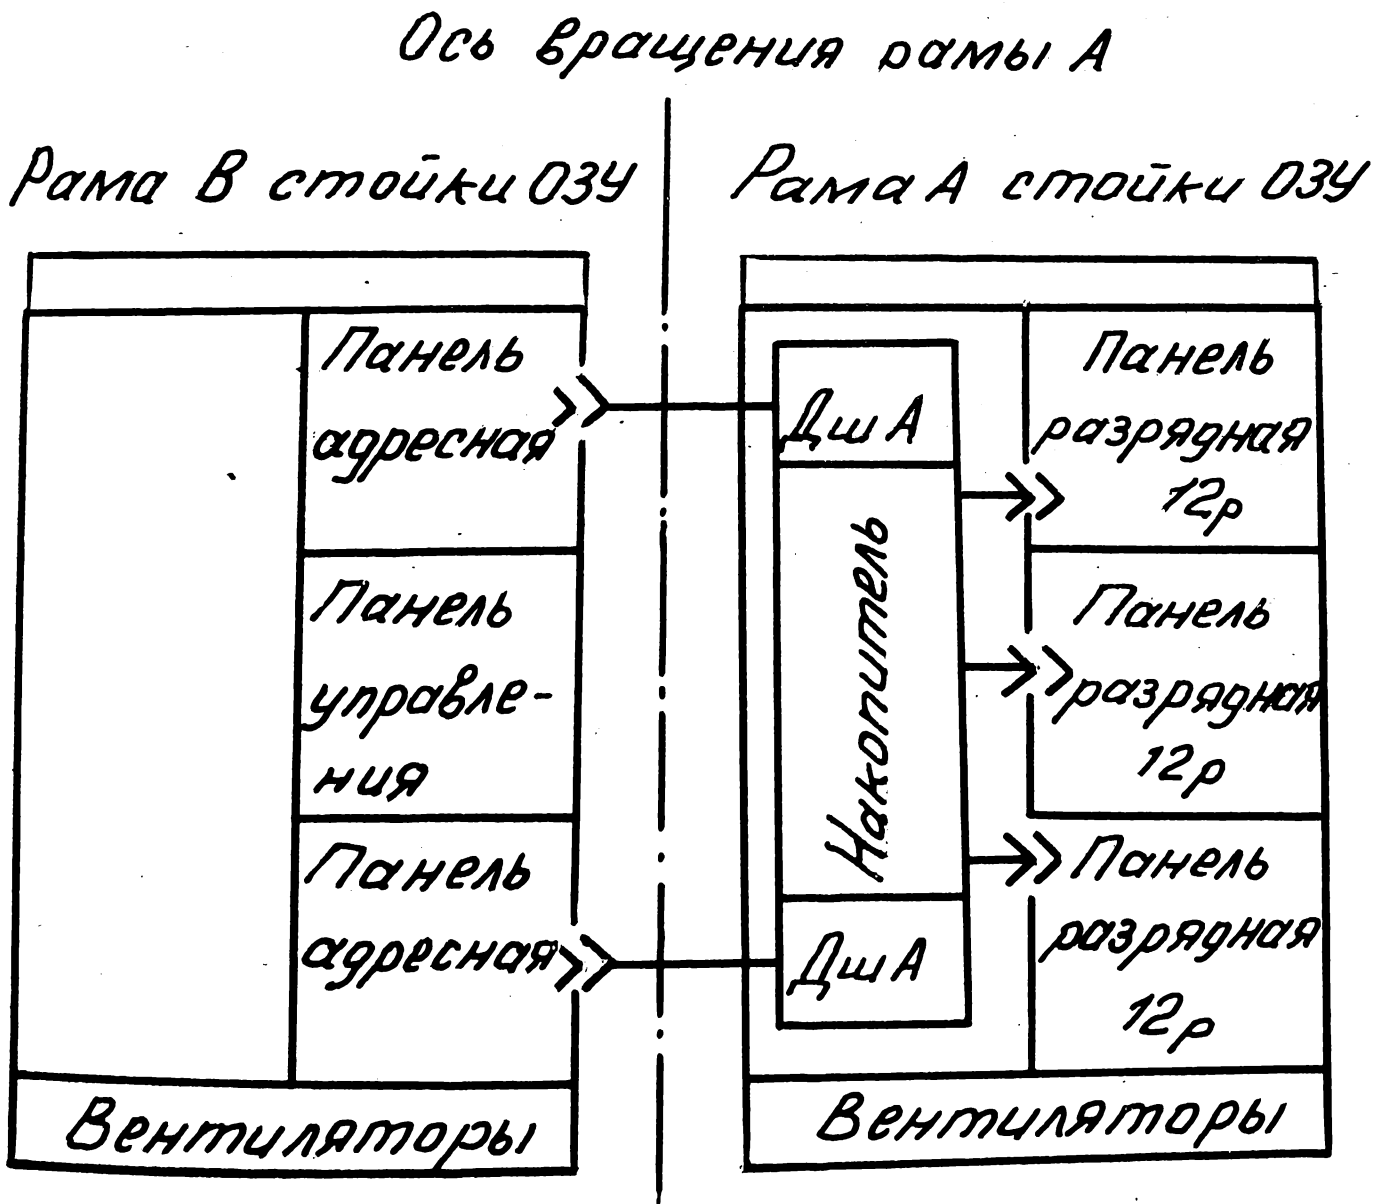 Ось вращения рамы А
Рама В стойки ОЗУ
Рама А стойки ОЗУ
Панель
адресная
Панель
управле-
ния
Панель
адресная
Вентиляторы
ДшА
Накопитель
ДшА
Панель
разрядная
12р
Панель
разрядная
12р
Панель
разрядная
12р
Вентиляторы